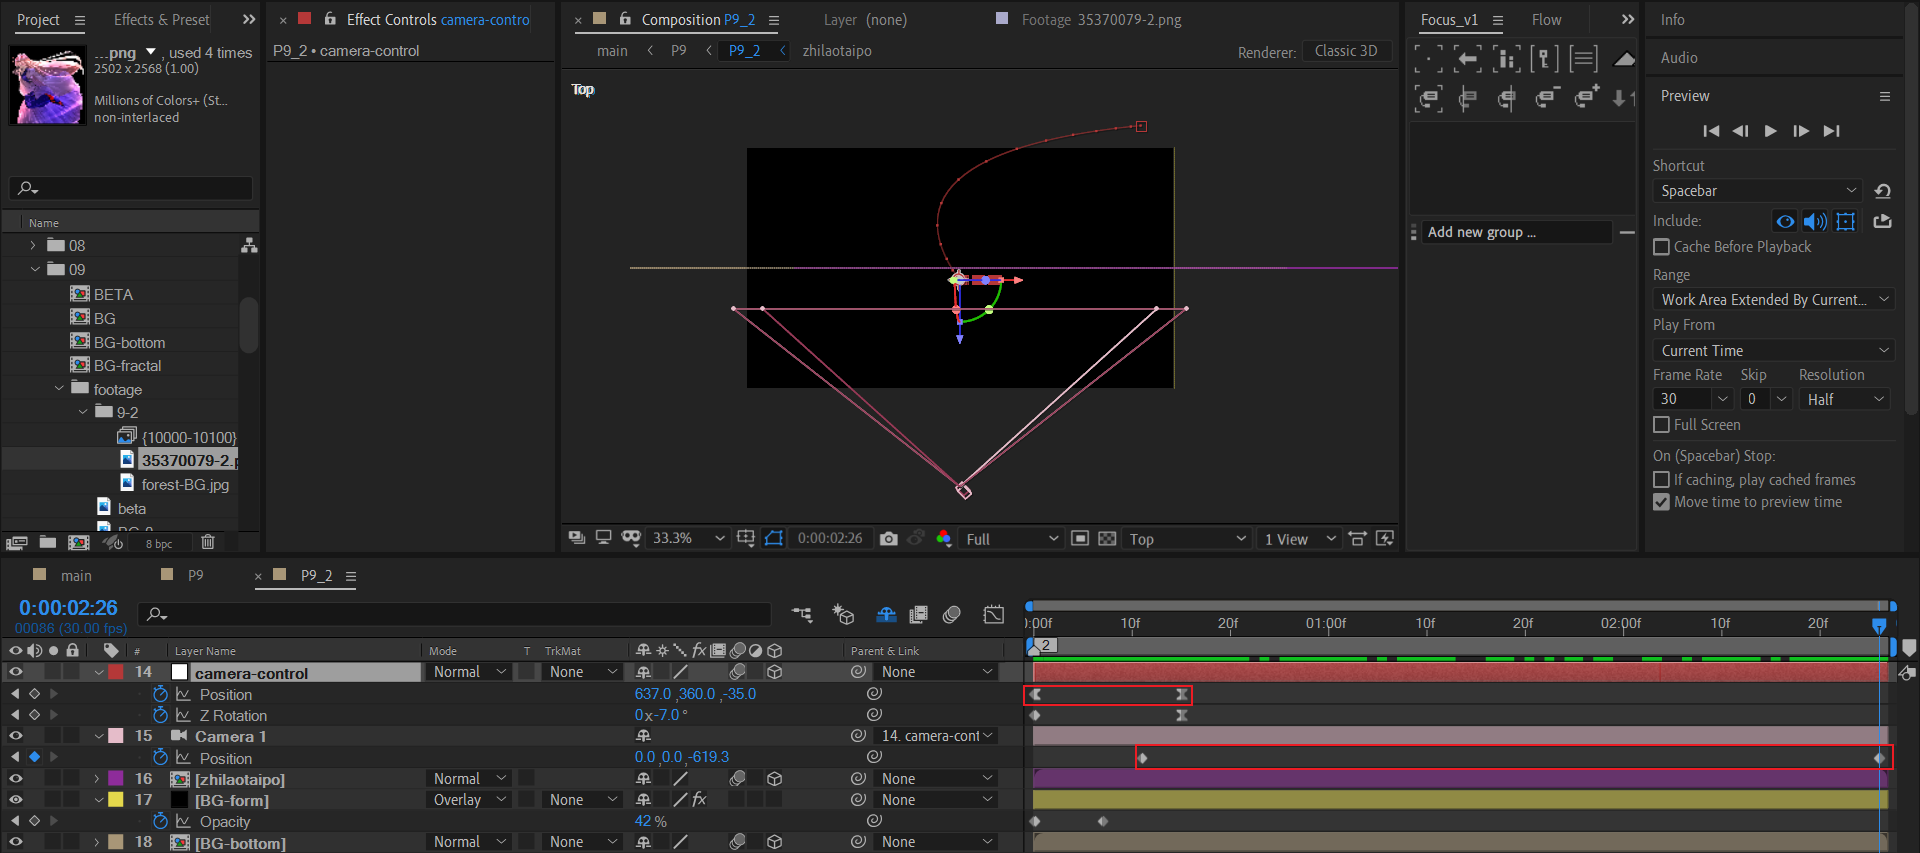 Project
Effects & Preset
...png , used 4 times
2502 x 2568 (1.00)
Millions of Colors+ (St...
non-interlaced
Name
08
09
BETA
BG
BG-bottom
BG-fractal
footage
9-2
{10000-10100}
35370079-2.p
forest-BG.jpg
beta
8 bpc
Effect Controls camera-contro
P9_2 • camera-control
Composition P9_2
Layer (none)
Footage 35370079-2.png
main
P9
P9_2
zhilaotaipo
Renderer:
Classic 3D
Top
33.3%
0:00:02:26
Full
Top
1 View
Focus_v1
Flow
Add new group ...
Info
Audio
Preview
Shortcut
Spacebar
Include:
Cache Before Playback
Range
Work Area Extended By Current...
Play From
Current Time
Frame Rate
Skip
Resolution
30
0
Half
Full Screen
On (Spacebar) Stop:
If caching, play cached frames
Move time to preview time
main
P9
P9_2
0:00:02:26
00086 (30.00 fps)
:00f
10f
20f
01:00f
10f
20f
02:00f
10f
20f
2
#
Layer Name
Mode
T
TrkMat
fx
Parent & Link
14
camera-control
Normal
None
None
Position
637.0 ,360.0 ,-35.0
Z Rotation
0x-7.0°
15
Camera 1
14. camera-cont
Position
0.0 ,0.0 ,-619.3
16
[zhilaotaipo]
Normal
None
17
[BG-form]
Overlay
None
fx
None
Opacity
42 %
18
[BG-bottom]
Normal
None